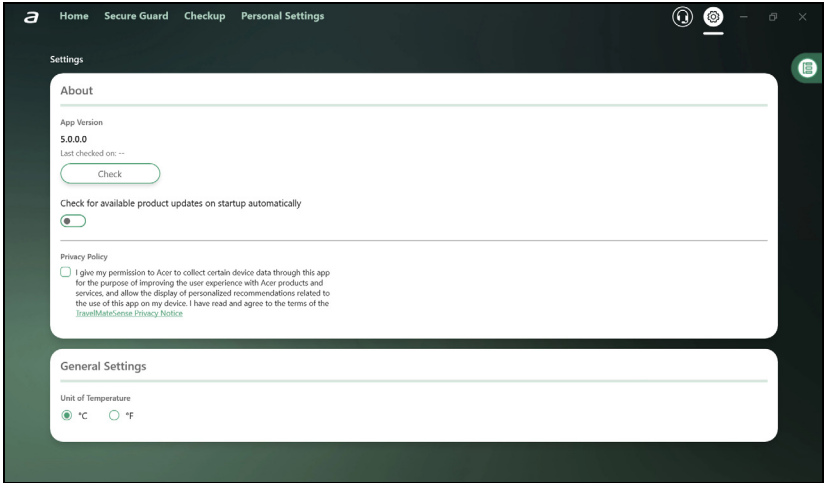 a Home Secure Guard Checkup Personal Settings
Settings
About
App Version
5.0.0.0
Last checked on: --
Check
Check for available product updates on startup automatically
Privacy Policy
I give my permission to Acer to collect certain device data through this app
for the purpose of improving the user experience with Acer products and
services, and allow the display of personalized recommendations related to
the use of this app on my device. I have read and agree to the terms of the
TravelMateSense Privacy Notice
General Settings
Unit of Temperature
°C °F